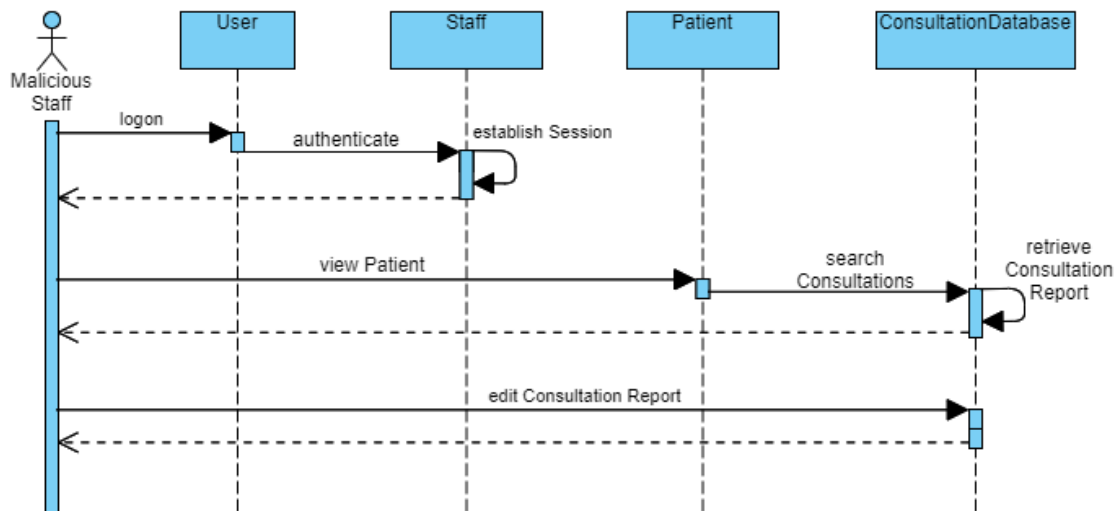 User
Staff
Patient
ConsultationDatabase
Malicious
Staff
logon
authenticate
establish Session
view Patient
search
Consultations
retrieve
Consultation
Report
edit Consultation Report